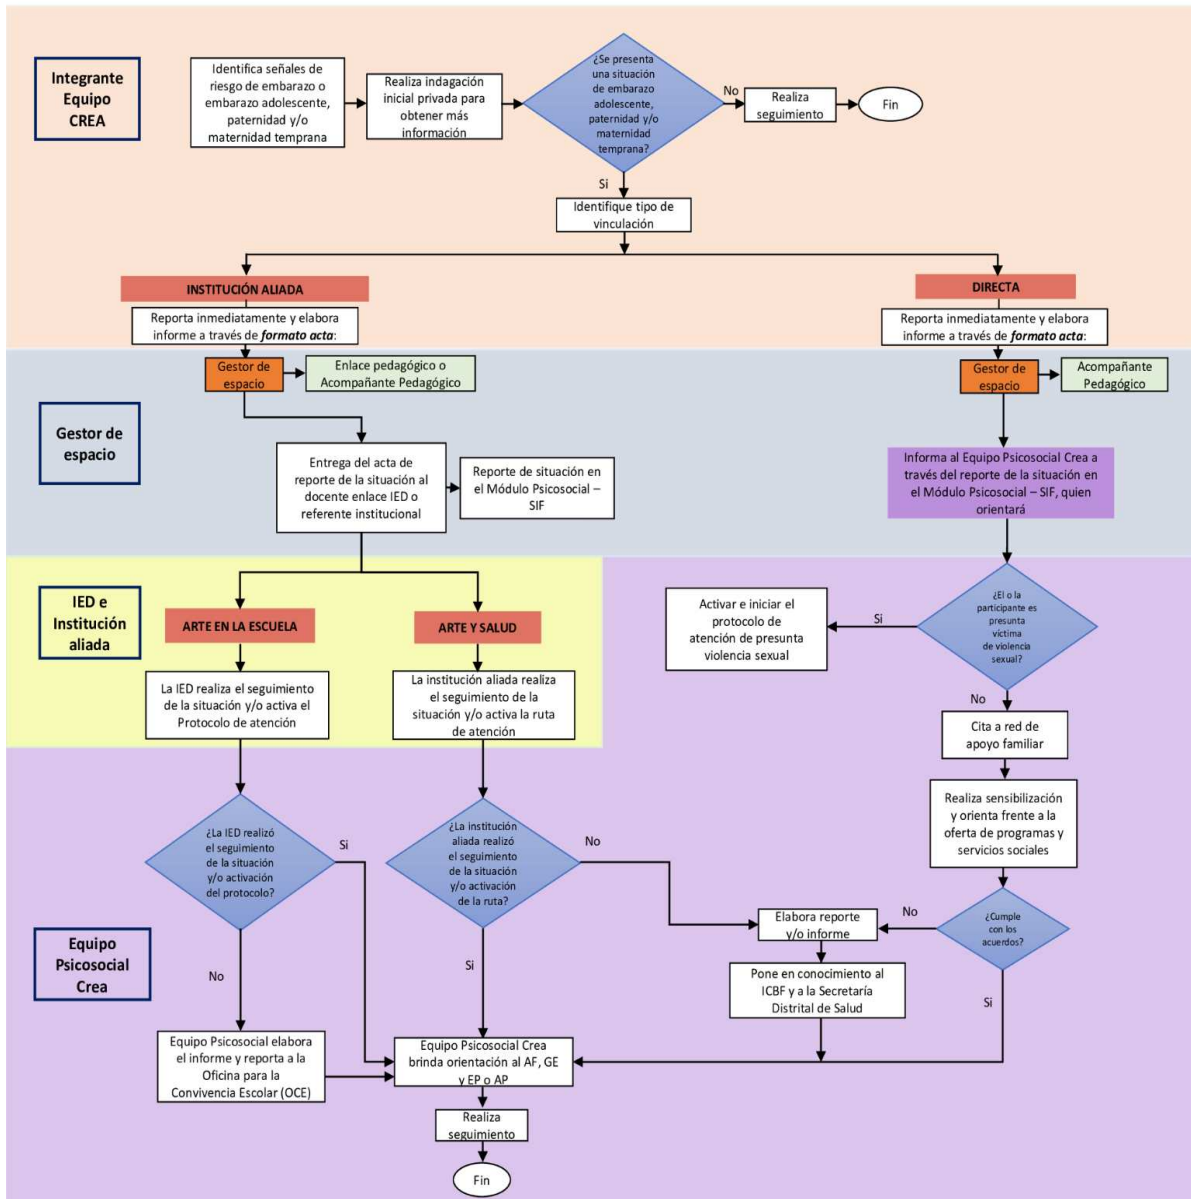 Integrante
Equipo
CREA
Identifica señales de
riesgo de embarazo o
embarazo adolescente,
paternidad y/o
maternidad temprana
Realiza indagación
inicial privada para
obtener más
información
¿Se presenta
una situación
de embarazo
adolescente,
paternidad y/o
maternidad
temprana?
No
Realiza
seguimiento
Fin
Si
Identifique tipo de
vinculación
INSTITUCIÓN ALIADA
Reporta inmediatamente y elabora
informe a través de formato acta:
DIRECTA
Reporta inmediatamente y elabora
informe a través de formato acta:
Gestor de
espacio
Gestor de
espacio
Enlace pedagógico o
Acompañante Pedagógico
Gestor de
espacio
Acompañante
Pedagógico
Entrega del acta de
reporte de la situación al
docente enlace IED o
referente institucional
Reporte de situación en
el Módulo Psicosocial –
SIF
Informa al Equipo Psicosocial Crea a
través del reporte de la situación en
el Módulo Psicosocial – SIF, quien
orientará
IED e
Institución
aliada
ARTE EN LA ESCUELA
ARTE Y SALUD
La IED realiza el seguimiento
de la situación y/o activa el
Protocolo de atención
La institución aliada realiza
el seguimiento de la
situación y/o activa la ruta
de atención
Activar e iniciar el
protocolo de
atención de presunta
violencia sexual
Si
¿El o la
participante es
presunta
víctima
de violencia
sexual?
No
Cita a red de
apoyo familiar
Realiza sensibilización
y orienta frente a la
oferta de programas y
servicios sociales
Equipo
Psicosocial
Crea
¿La IED realizó
el seguimiento
de la situación
y/o activación
del protocolo?
Si
No
¿La institución
aliada realizó
el seguimiento
de la situación
y/o activación
de la ruta?
No
Si
Elabora reporte
y/o informe
No
¿Cumple
con los
acuerdos?
Si
Pone en conocimiento al
ICBF y a la Secretaría
Distrital de Salud
Equipo Psicosocial elabora
el informe y reporta a la
Oficina para la
Convivencia Escolar (OCE)
Equipo Psicosocial Crea
brinda orientación al AF, GE
y EP o AP
Realiza
seguimiento
Fin